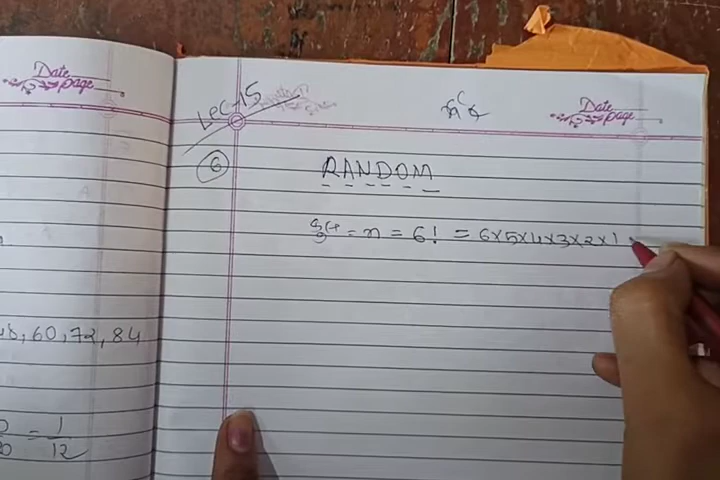 Date
Page
Lec-15
Date
Page
6
RANDOM
= n = 6! = 6×5×4×3×2×1
60,72,84
= 1/12